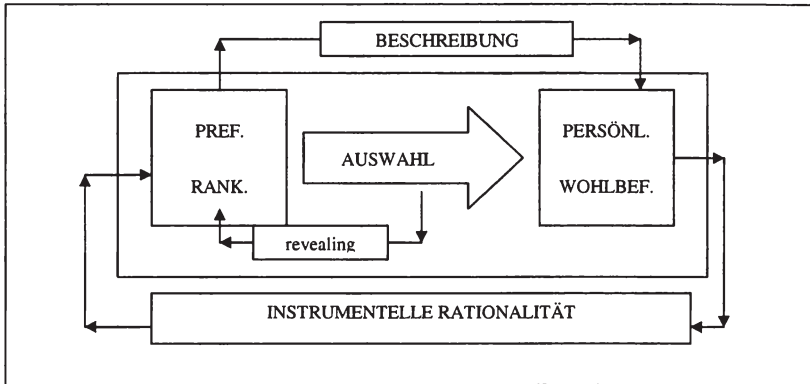 BESCHREIBUNG
PREF.
RANK.
AUSWAHL
PERSÖNL.
WOHLBEF.
revealing
INSTRUMENTELLE RATIONALITÄT